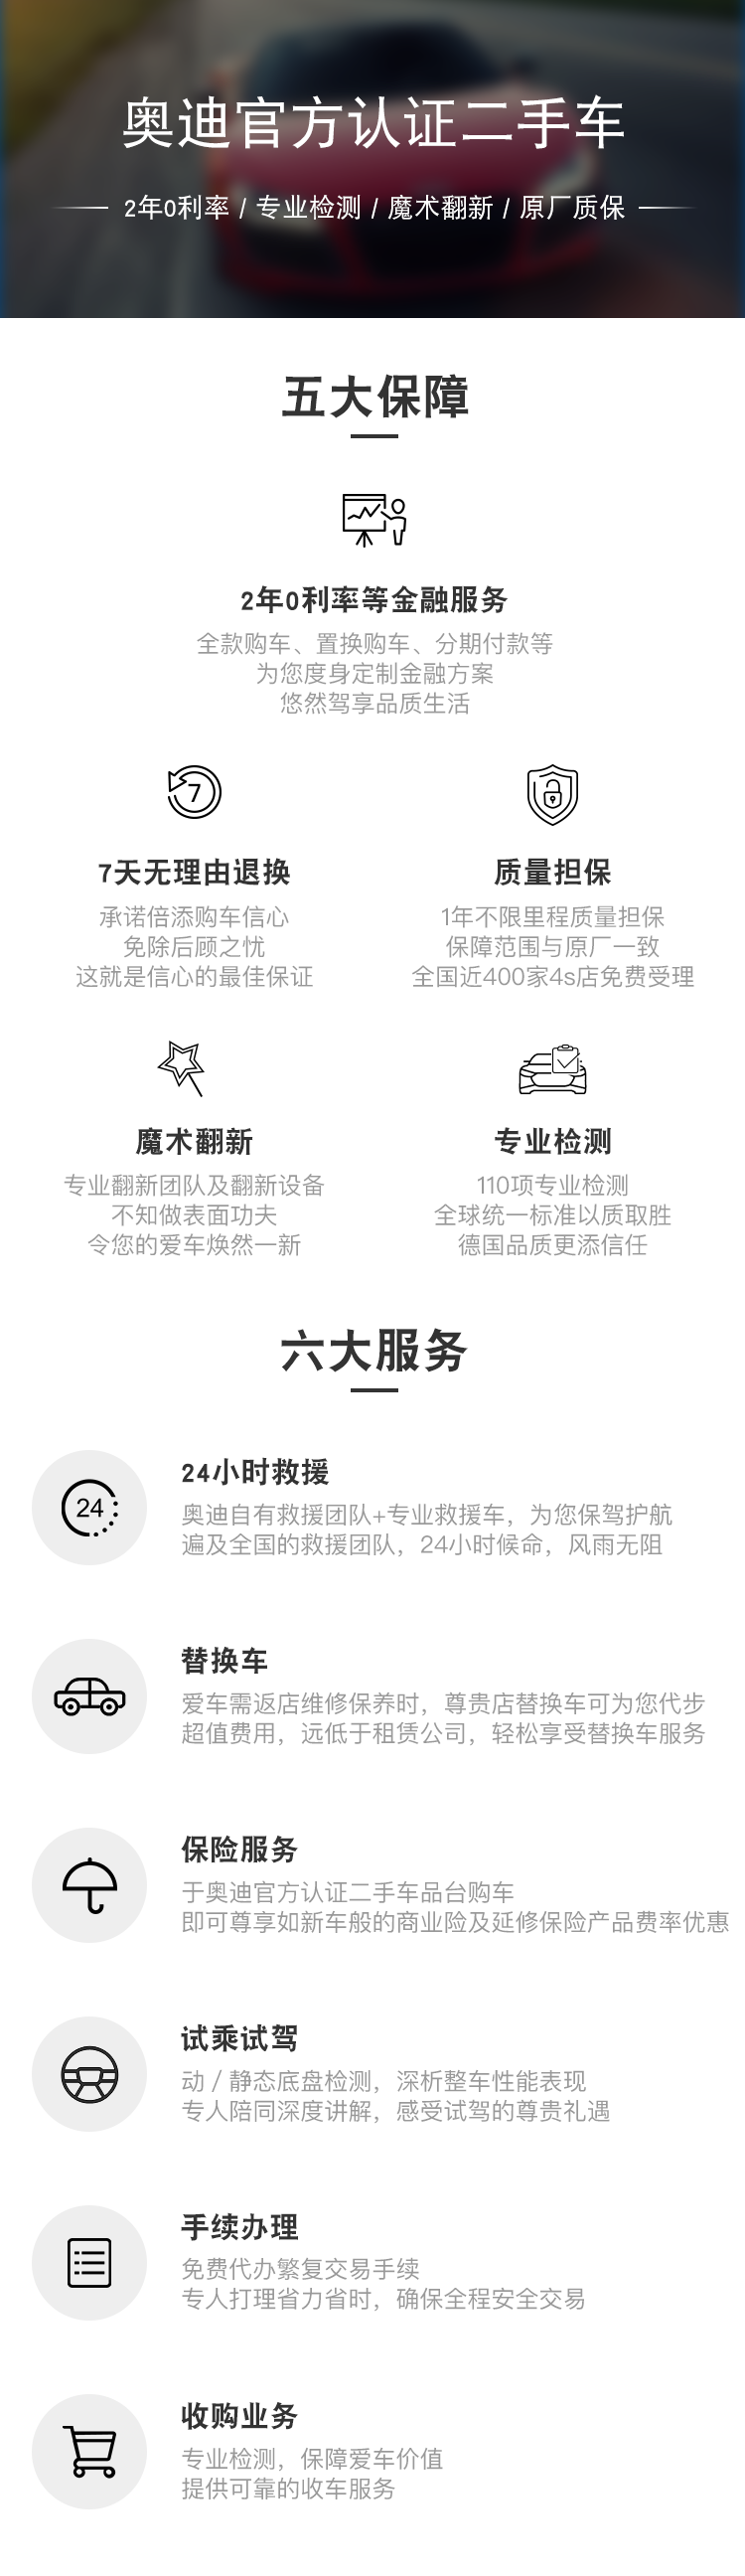 奥迪官方认证二手车
2年0利率 / 专业检测 / 魔术翻新 / 原厂质保
五大保障
2年0利率等金融服务
全款购车、置换购车、分期付款等
为您度身定制金融方案
悠然驾享品质生活
7
7天无理由退换
承诺倍添购车信心
免除后顾之忧
这就是信心的最佳保证
质量担保
1年不限里程质量担保
保障范围与原厂一致
全国近400家4s店免费受理
魔术翻新
专业翻新团队及翻新设备
不知做表面功夫
令您的爱车焕然一新
专业检测
110项专业检测
全球统一标准以质取胜
德国品质更添信任
六大服务
24
24小时救援
奥迪自有救援团队+专业救援车，为您保驾护航
遍及全国的救援团队，24小时候命，风雨无阻
替换车
爱车需返店维修保养时，尊贵店替换车可为您代步
超值费用，远低于租赁公司，轻松享受替换车服务
保险服务
于奥迪官方认证二手车品台购车
即可尊享如新车般的商业险及延修保险产品费率优惠
试乘试驾
动 / 静态底盘检测，深析整车性能表现
专人陪同深度讲解，感受试驾的尊贵礼遇
手续办理
免费代办繁复交易手续
专人打理省力省时，确保全程安全交易
收购业务
专业检测，保障爱车价值
提供可靠的收车服务